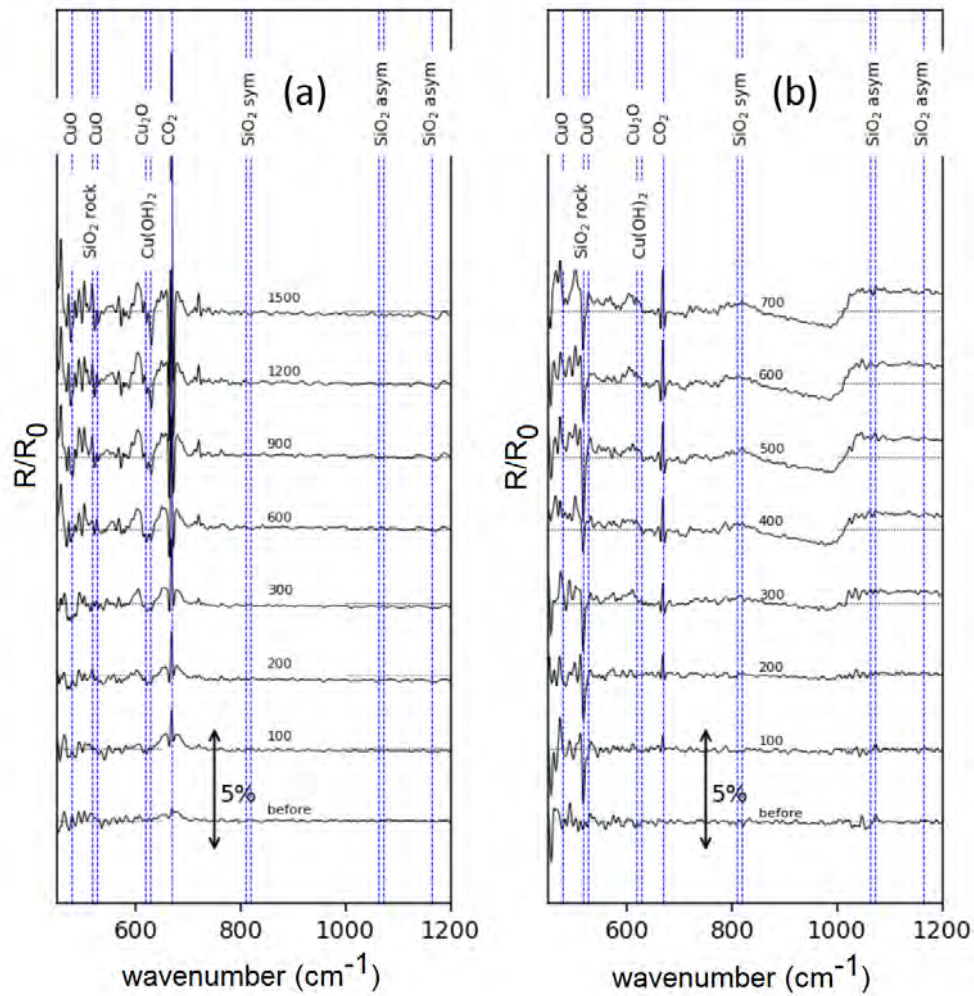 (a)
CuO
SiO2 rock
CuO
Cu2O
Cu(OH)2
CO2
SiO2 sym
SiO2 asym
SiO2 asym
1500
1200
900
600
300
200
100
before
5%
R/R0
600 800 1000 1200
wavenumber (cm-1)
(b)
CuO
SiO2 rock
CuO
Cu2O
Cu(OH)2
CO2
SiO2 sym
SiO2 asym
SiO2 asym
700
600
500
400
300
200
100
before
5%
R/R0
600 800 1000 1200
wavenumber (cm-1)